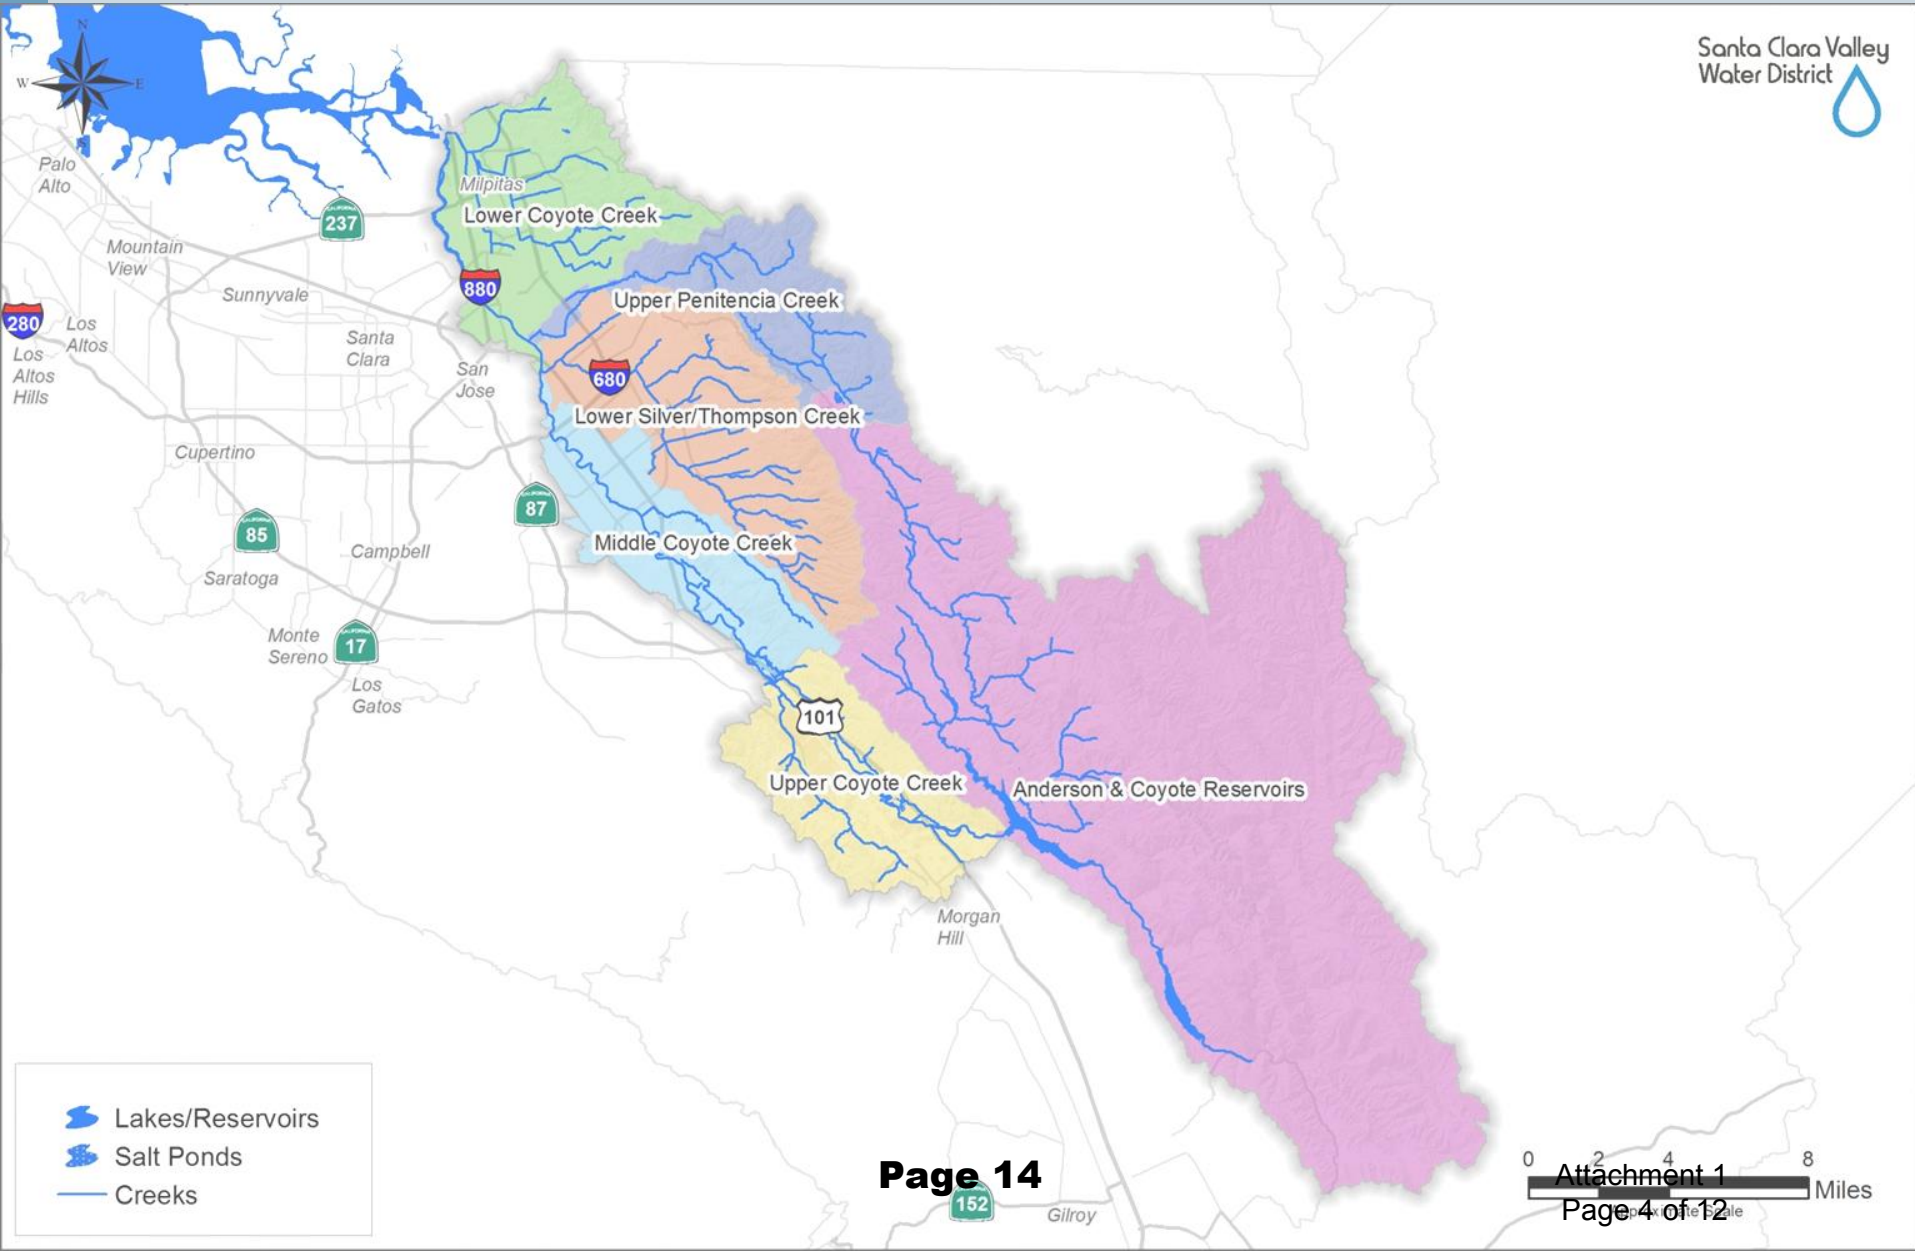 N
W
E
S
Santa Clara Valley
Water District
Palo
Alto
Milpitas
Lower Coyote Creek
237
Mountain
View
880
Sunnyvale
Upper Penitencia Creek
280
Los
Altos
Santa
Clara
Los
Altos
Hills
San
Jose
680
Lower Silver/Thompson Creek
Cupertino
87
85
Middle Coyote Creek
Campbell
Saratoga
Monte
Sereno
17
Los
Gatos
101
Upper Coyote Creek
Anderson & Coyote Reservoirs
Morgan
Hill
Lakes/Reservoirs
Salt Ponds
Creeks
Page 14
152
Gilroy
0 2 4 8
Miles
Attachment 1
Page 4 of 12
Approximate Scale